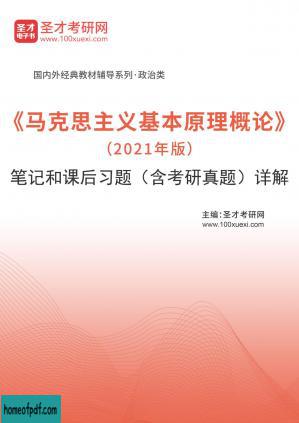 圣才电子书
圣才考研网
www.100xuexi.com
国内外经典教材辅导系列·政治类
《马克思主义基本原理概论》
（2021年版）
笔记和课后习题（含考研真题）详解
主编：圣才考研网
www.100xuexi.com
homeofpdf.com